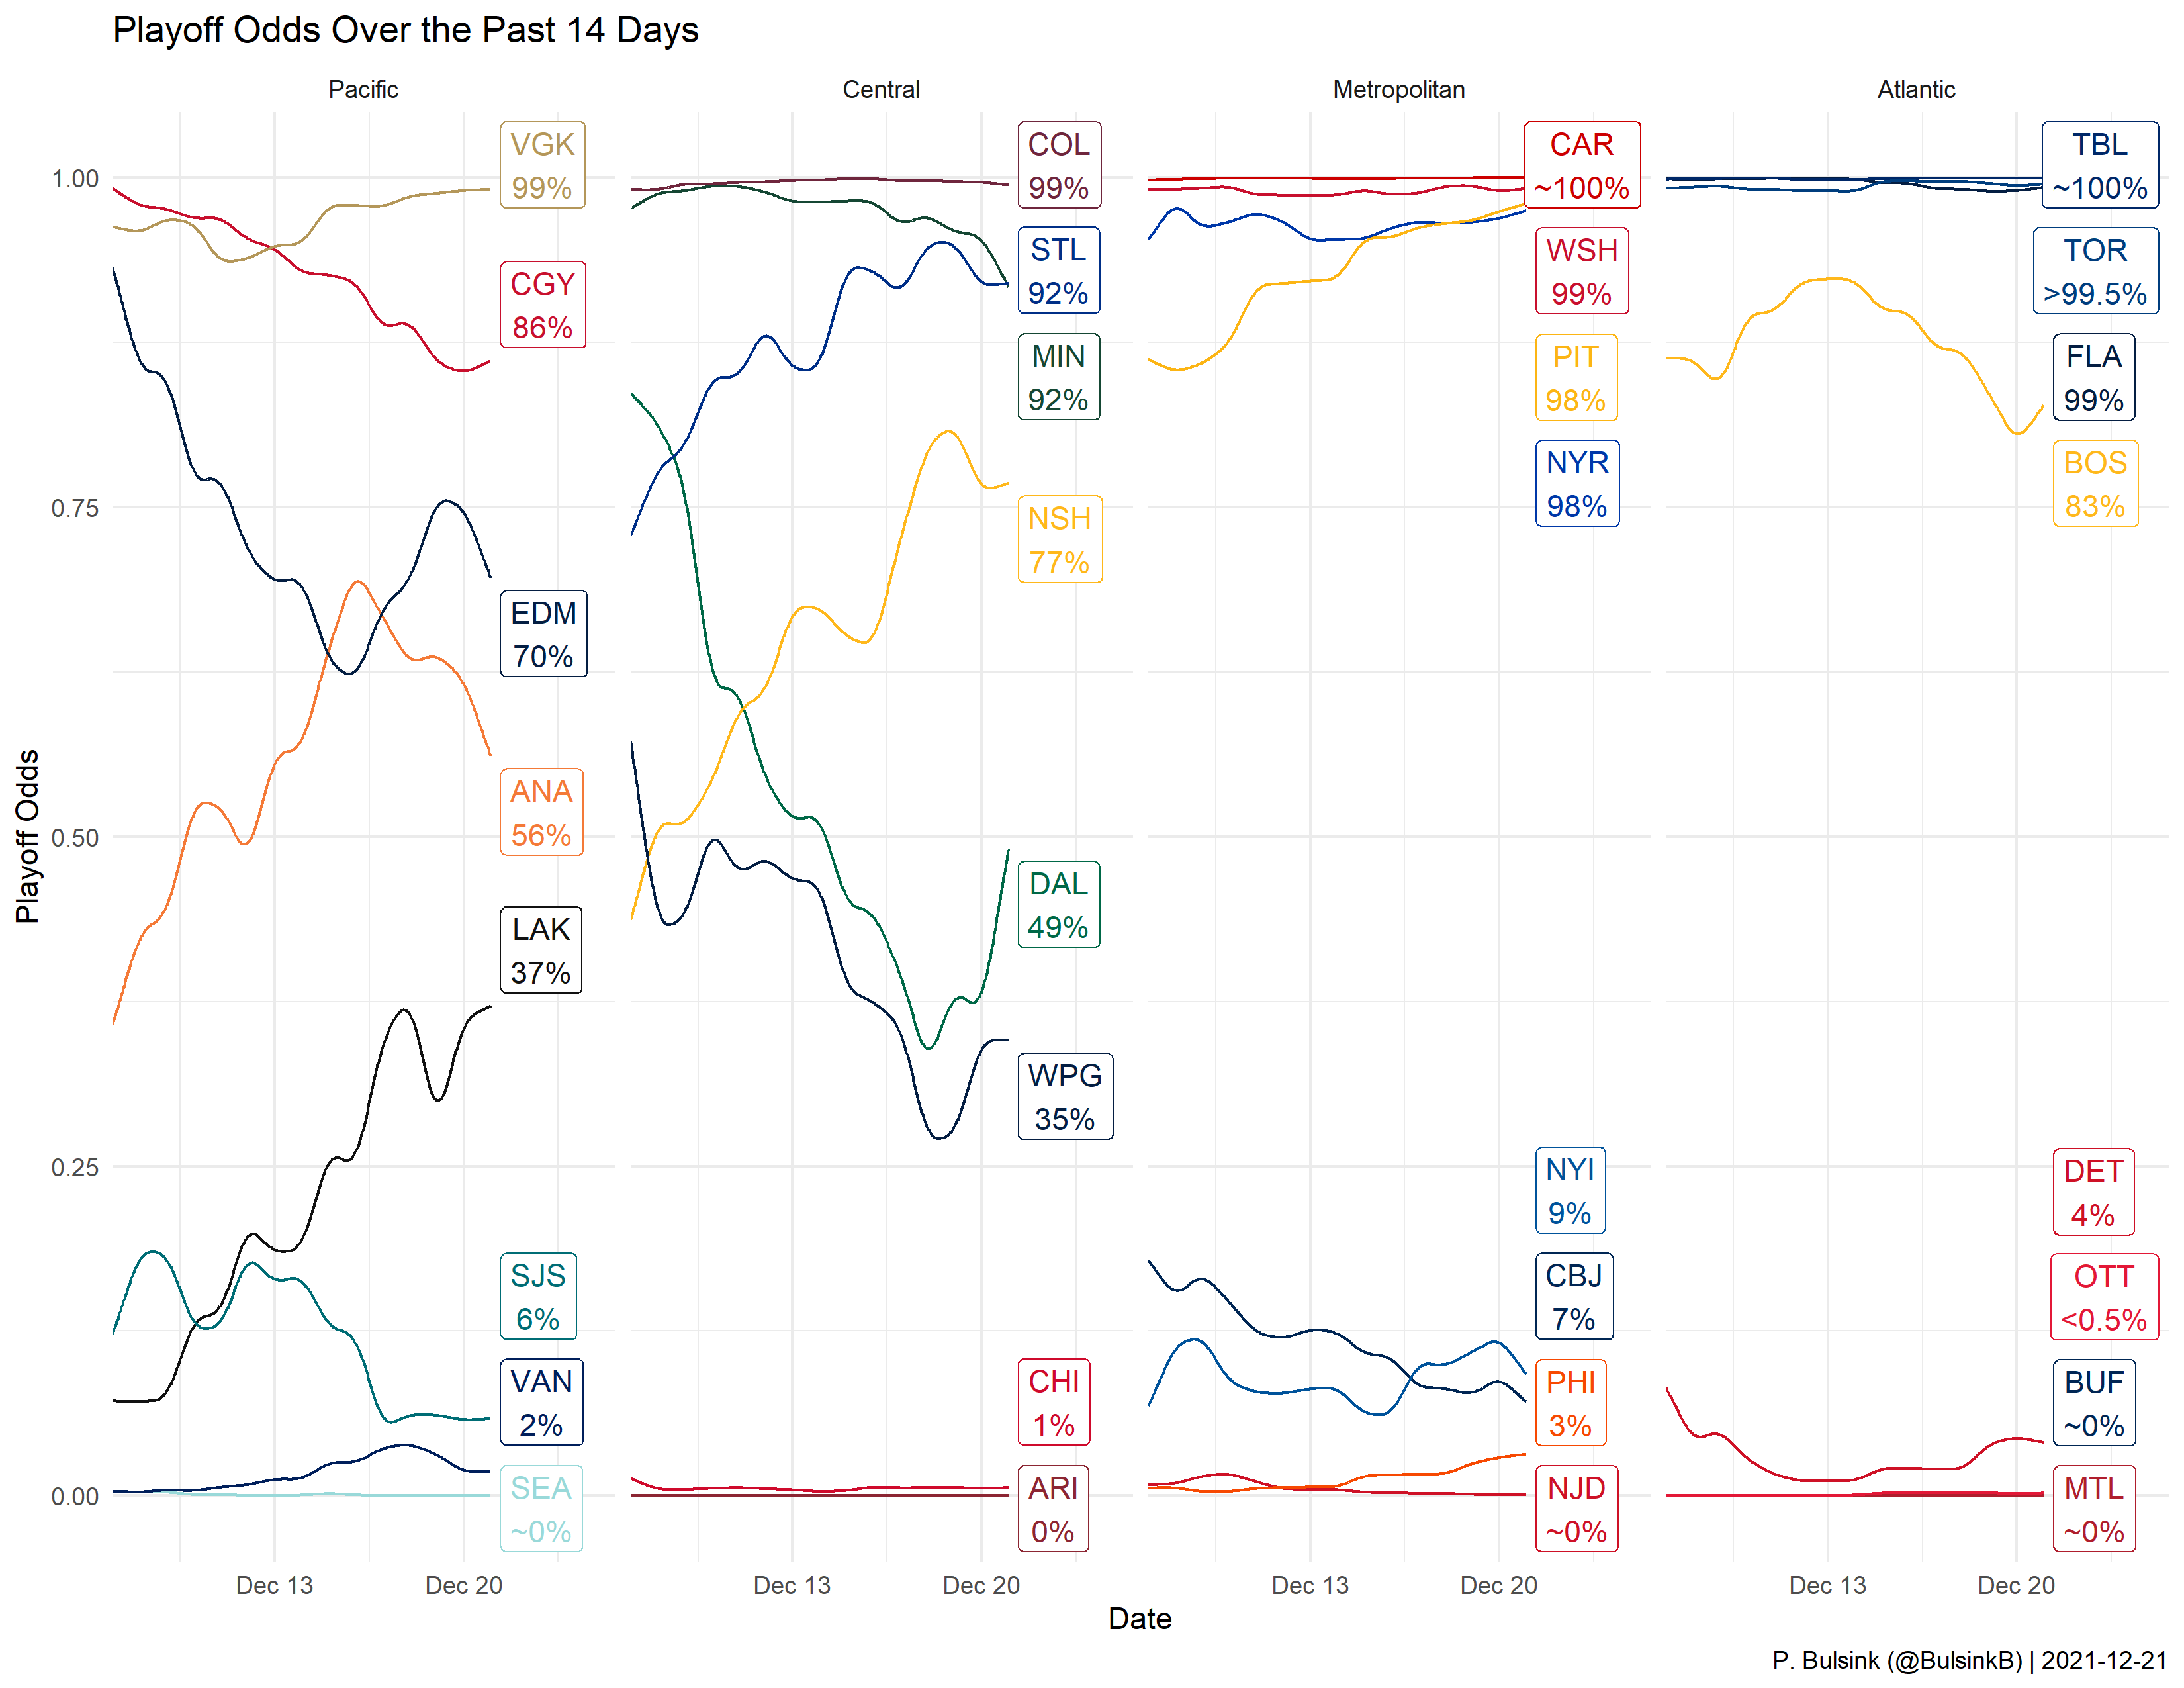 Playoff Odds Over the Past 14 Days
Pacific
Central
Metropolitan
Atlantic
Playoff Odds
1.00
0.75
0.50
0.25
0.00
VGK
99%
CGY
86%
EDM
70%
ANA
56%
LAK
37%
SJS
6%
VAN
2%
SEA
~0%
COL
99%
STL
92%
MIN
92%
NSH
77%
DAL
49%
WPG
35%
CHI
1%
ARI
0%
CAR
~100%
WSH
99%
PIT
98%
NYR
98%
NYI
9%
CBJ
7%
PHI
3%
NJD
~0%
TBL
~100%
TOR
>99.5%
FLA
99%
BOS
83%
DET
4%
OTT
<0.5%
BUF
~0%
MTL
~0%
Dec 13
Dec 20
Dec 13
Dec 20
Dec 13
Dec 20
Dec 13
Dec 20
Date
P. Bulsink (@BulsinkB) | 2021-12-21